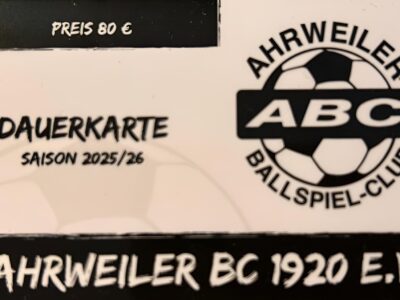 PREIS 80 €
DAUERKARTE
SAISON 2025/26
AHRWEILER
ABC
BALLSPIEL-CLUB
AHRWEILER BC 1920 E.V